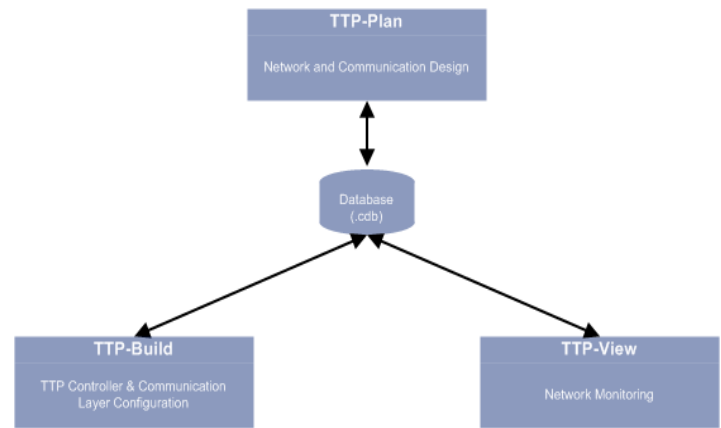 TTP-Plan
Network and Communication Design
Database
(.cdb)
TTP-Build
TTP Controller & Communication
Layer Configuration
TTP-View
Network Monitoring